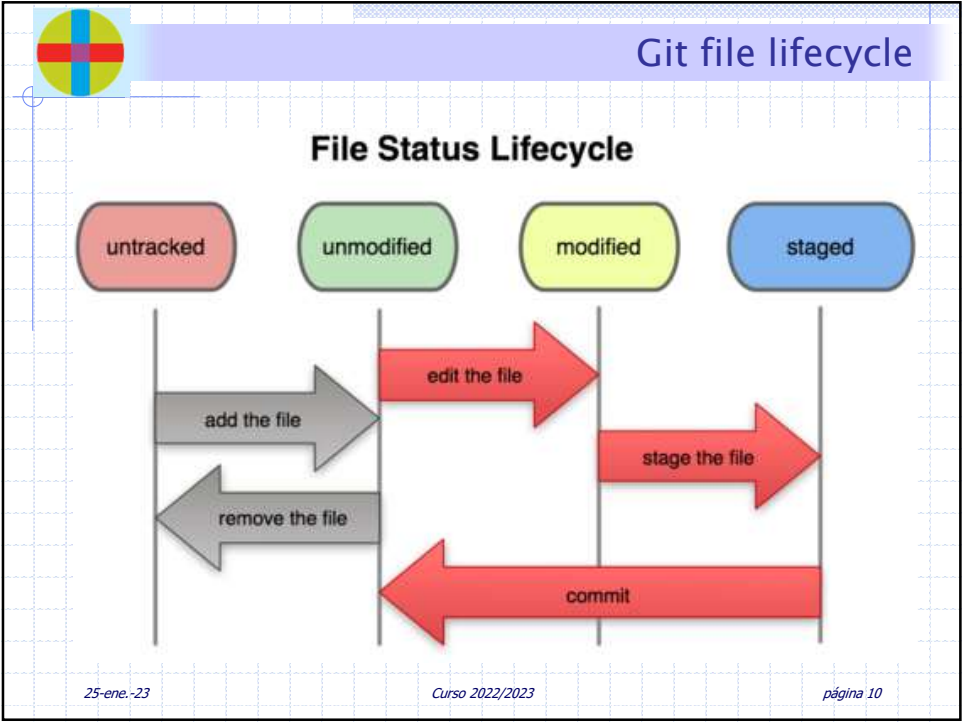 Git file lifecycle
File Status Lifecycle
untracked
unmodified
modified
staged
edit the file
add the file
stage the file
remove the file
commit
25-ene.-23
Curso 2022/2023
página 10